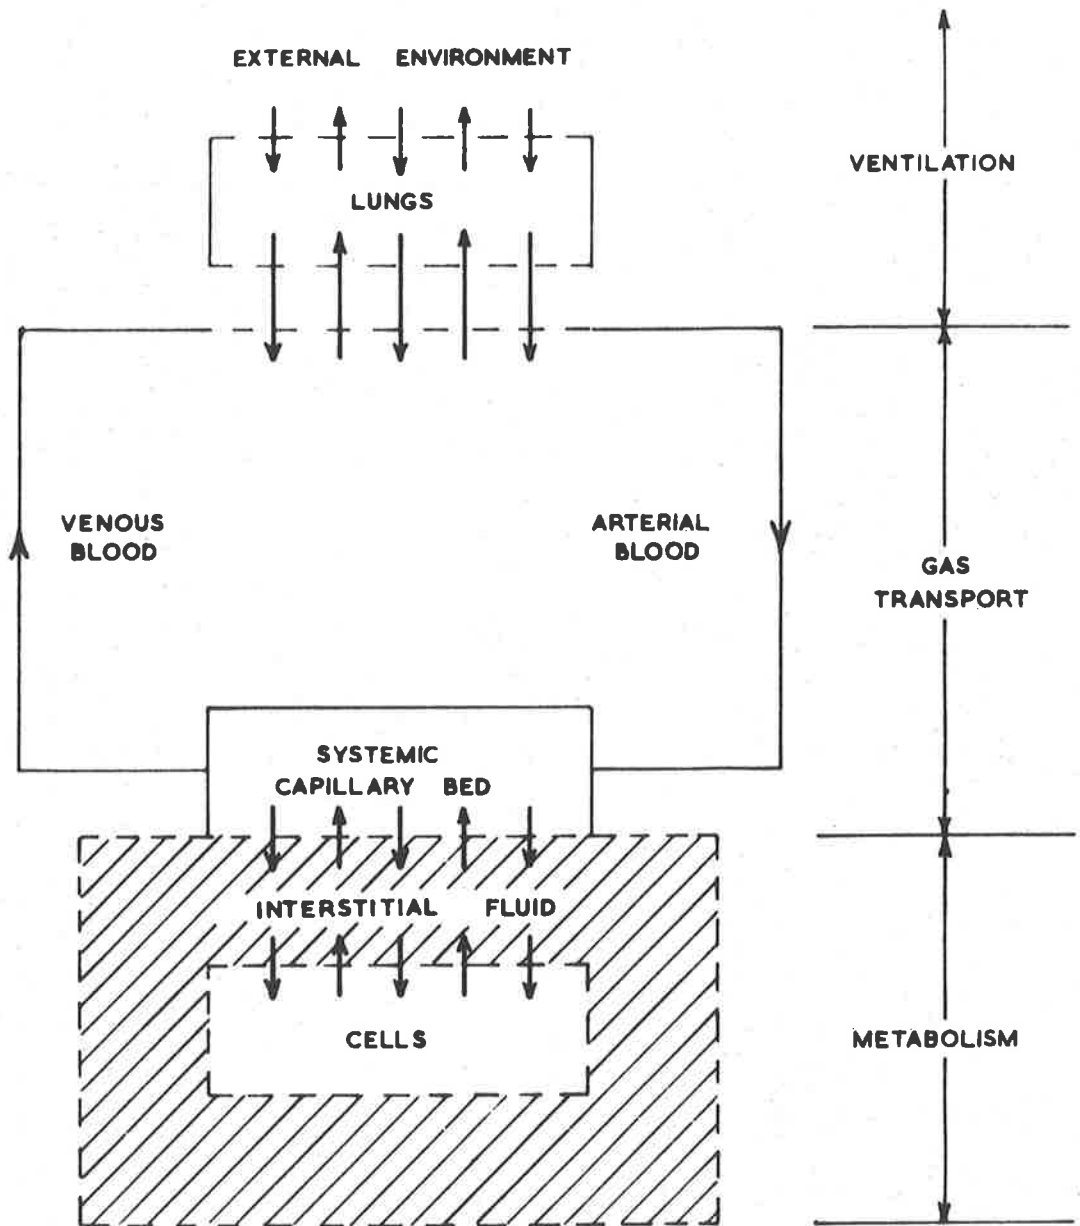 EXTERNAL ENVIRONMENT
VENTILATION
LUNGS
VENOUS
BLOOD
ARTERIAL
BLOOD
GAS
TRANSPORT
SYSTEMIC
CAPILLARY BED
INTERSTITIAL FLUID
CELLS
METABOLISM